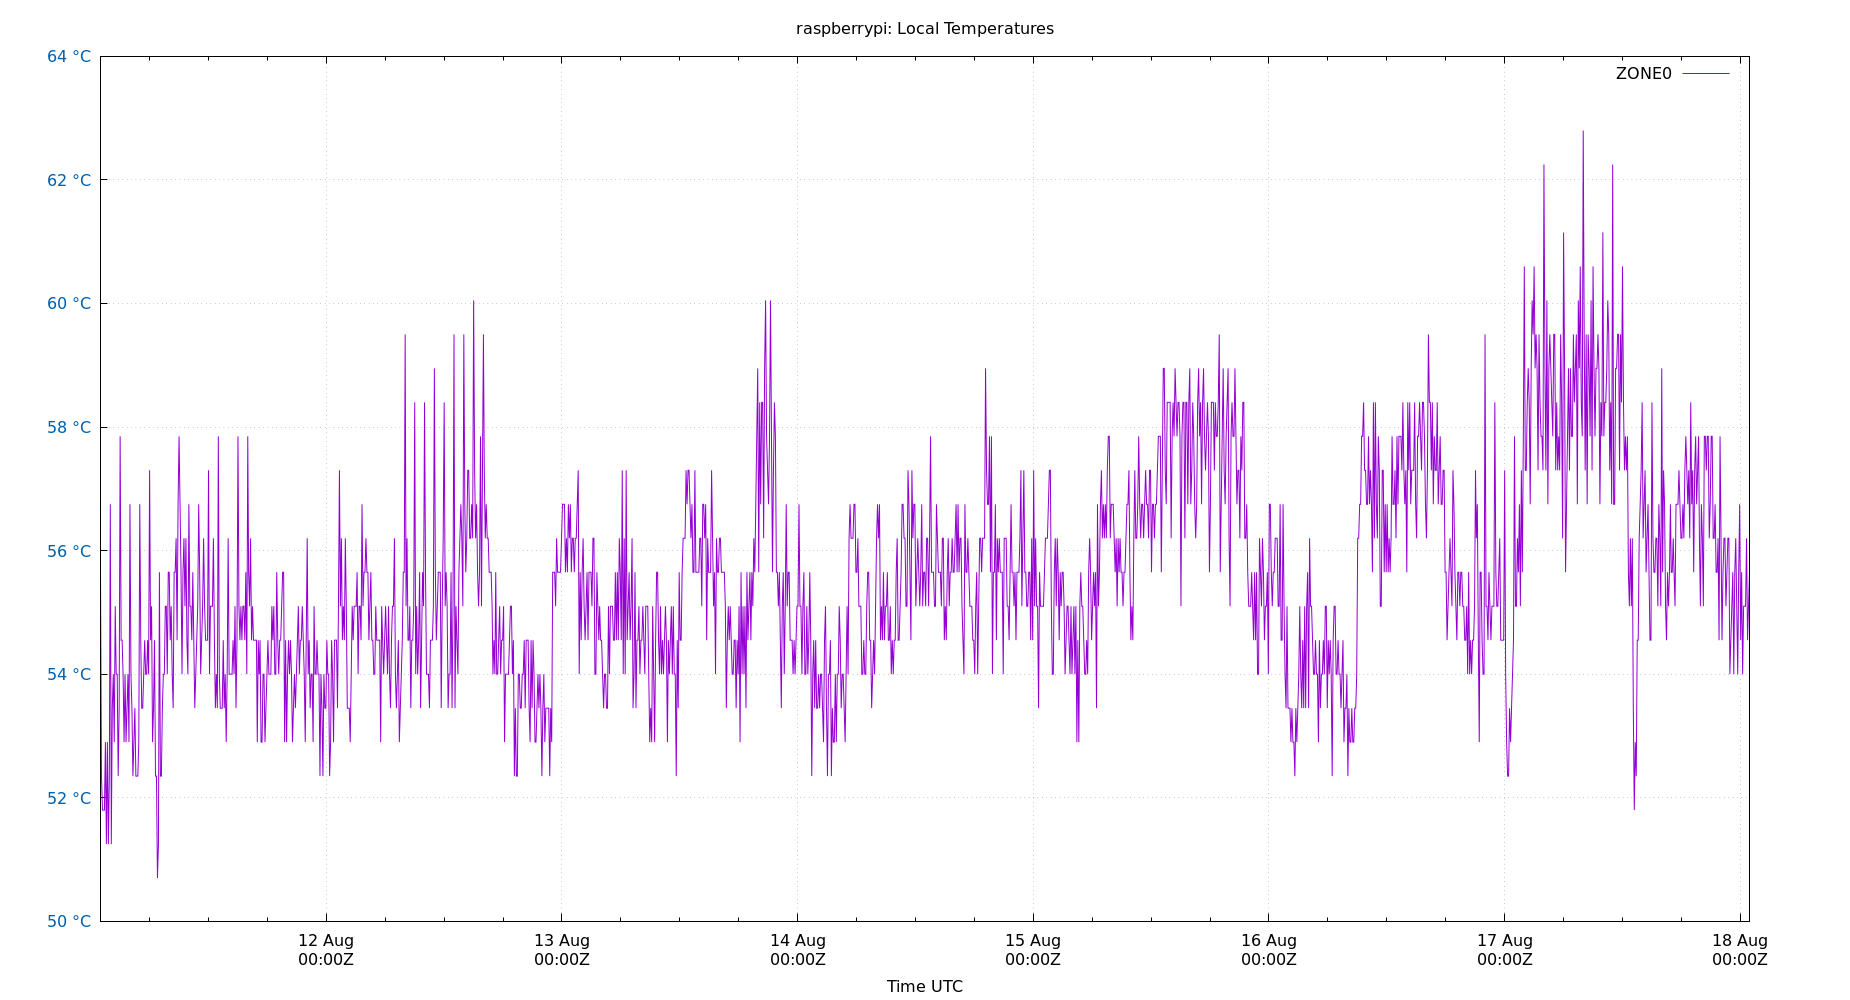 raspberrypi: Local Temperatures
64 °C
ZONE0
62 °C
60 °C
58 °C
56 °C
54 °C
52 °C
50 °C
12 Aug 13 Aug 14 Aug 15 Aug 16 Aug 17 Aug 18 Aug
00:00Z 00:00Z 00:00Z 00:00Z 00:00Z 00:00Z 00:00Z
Time UTC